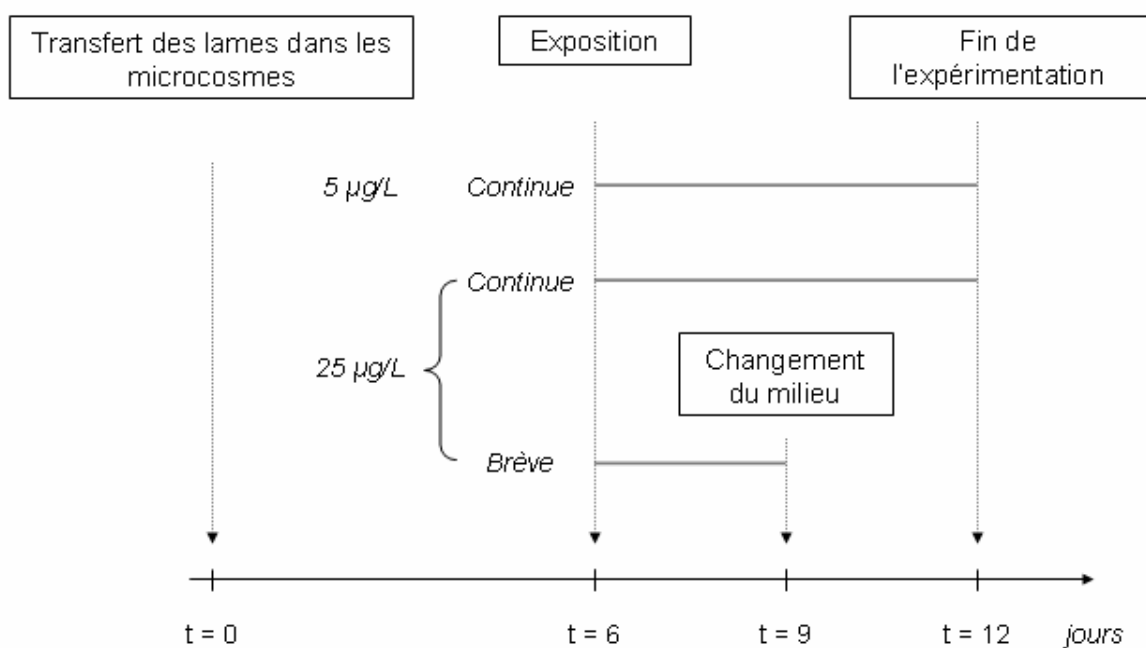 Transfert des lames dans les
microcosmes
Exposition
Fin de
l'expérimentation
5 µg/L
Continue
Continue
25 µg/L
Changement
du milieu
Brève
t = 0
t = 6
t = 9
t = 12
jours